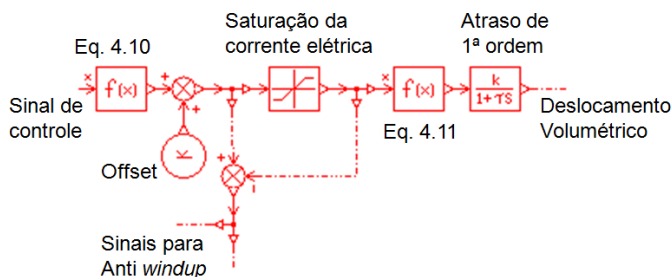 Eq. 4.10
Saturação da
corrente elétrica
Atraso de
1ª ordem
x
f(x)
+
+
x
f(x)
k
1+τS
Sinal de
controle
Eq. 4.11
Deslocamento
Volumétrico
Offset
K
+
Sinais para
Anti windup